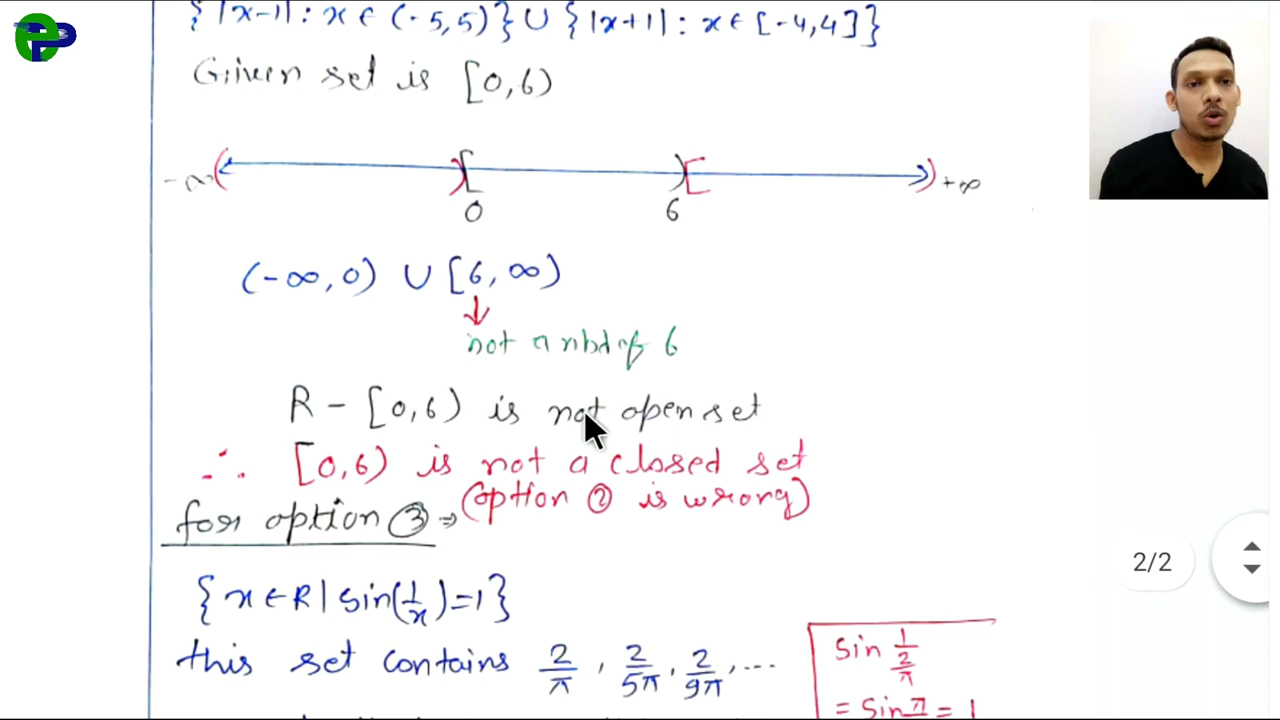 {|x-1| : x ∈ (-5,5)} ∪ {|x+1| : x ∈ [-4,4]}
Given set is [0,6)
-∞ 0 6 +∞
(-∞,0) ∪ [6,∞)
↓
not a nbd of 6
R - [0,6) is not open set
∴ [0,6) is not a closed set
(option ② is wrong)
for option ③ ⇒
{x ∈ R | sin(1/x) = 1}
this set contains 2/π , 2/5π , 2/9π , ...
sin 1/(2/π)
= sin π/ = 1
2/2